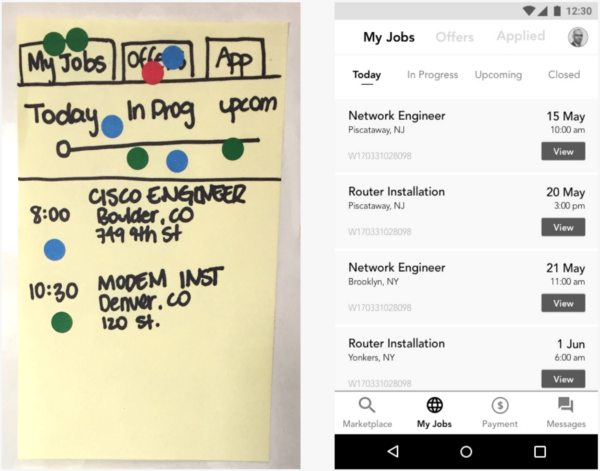 My Jobs Offers App
Today In Prog upcom
8:00 CISCO ENGINEER
Boulder, CO
749 9th St
10:30 MODEM INST
Denver, CO
120 St.
12:30
My Jobs Offers Applied
Today In Progress Upcoming Closed
Network Engineer 15 May
Piscataway, NJ 10:00 am
W170331028098 View
Router Installation 20 May
Piscataway, NJ 3:00 pm
W170331028098 View
Network Engineer 21 May
Brooklyn, NY 11:00 am
W170331028098 View
Router Installation 1 Jun
Yonkers, NY 6:00 am
W170331028098 View
Marketplace My Jobs Payment Messages